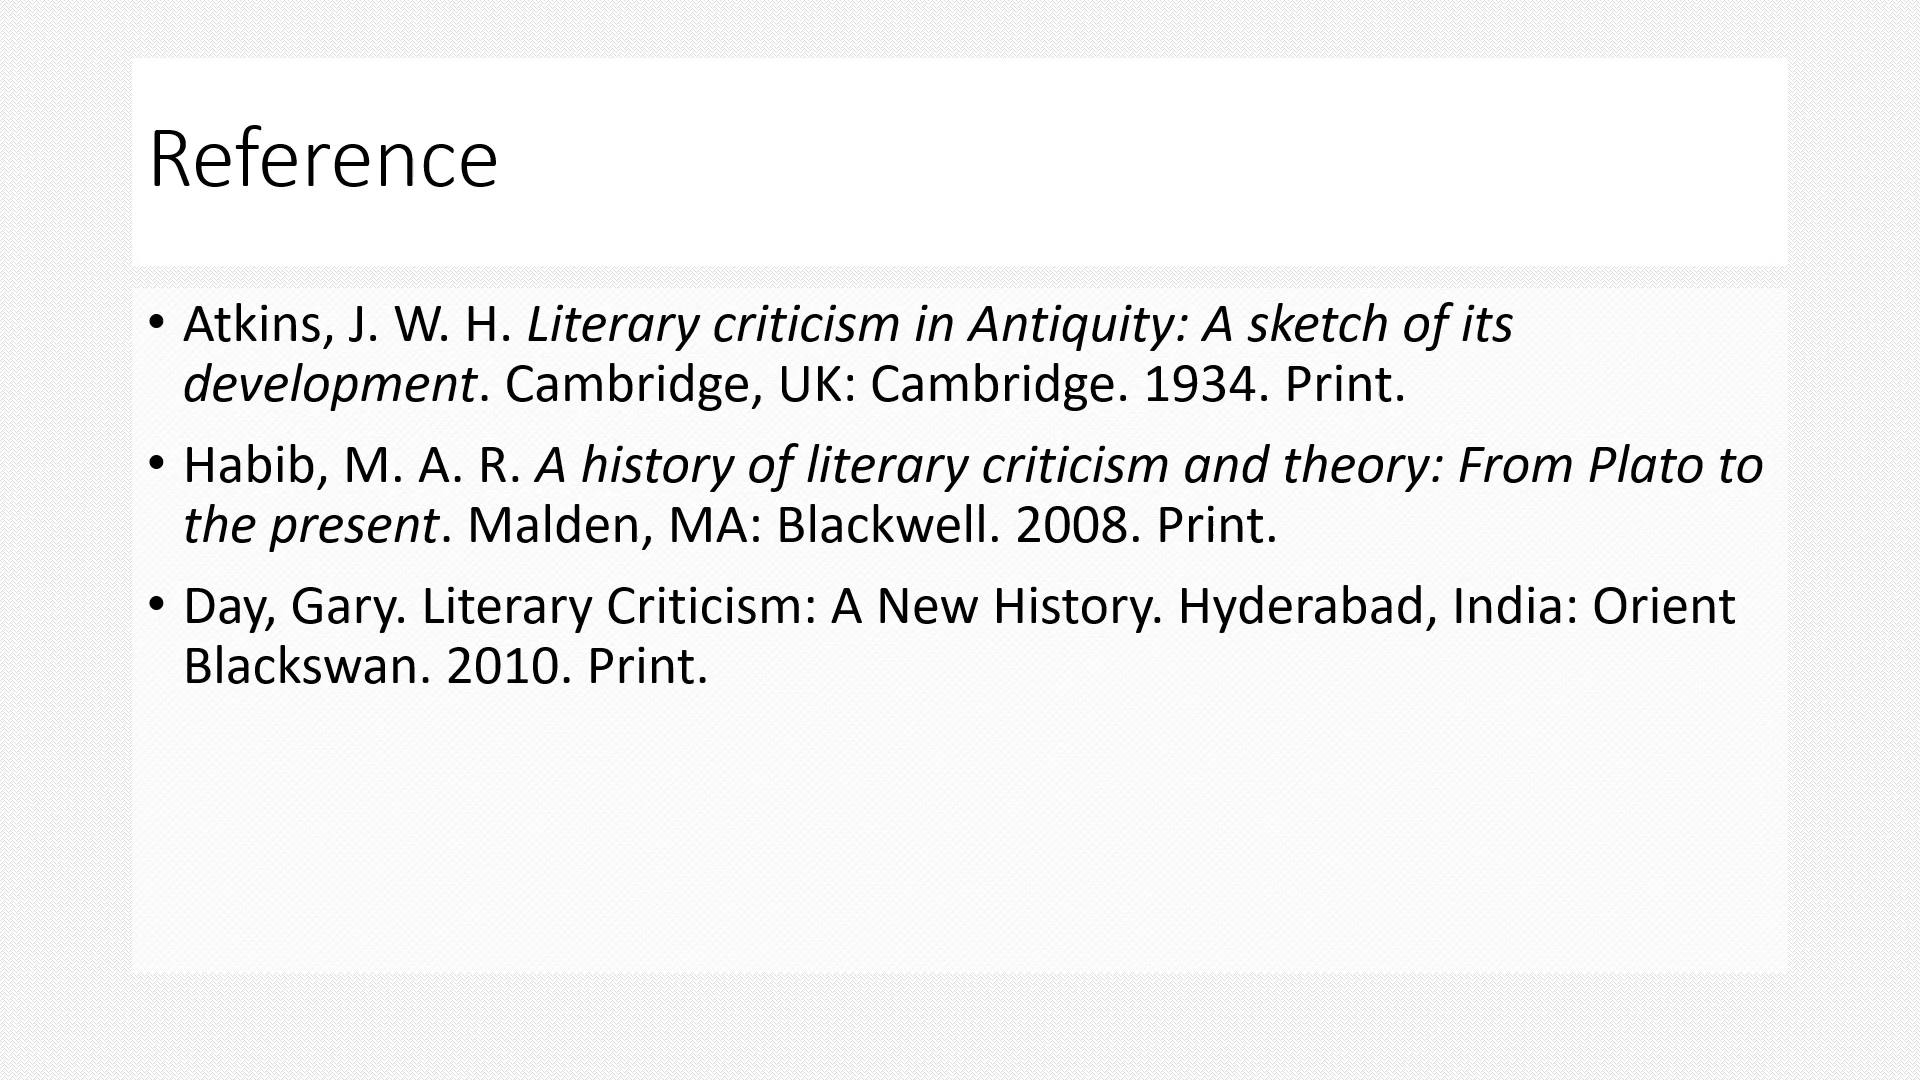 Reference
• Atkins, J. W. H. Literary criticism in Antiquity: A sketch of its
development. Cambridge, UK: Cambridge. 1934. Print.
• Habib, M. A. R. A history of literary criticism and theory: From Plato to
the present. Malden, MA: Blackwell. 2008. Print.
• Day, Gary. Literary Criticism: A New History. Hyderabad, India: Orient
Blackswan. 2010. Print.